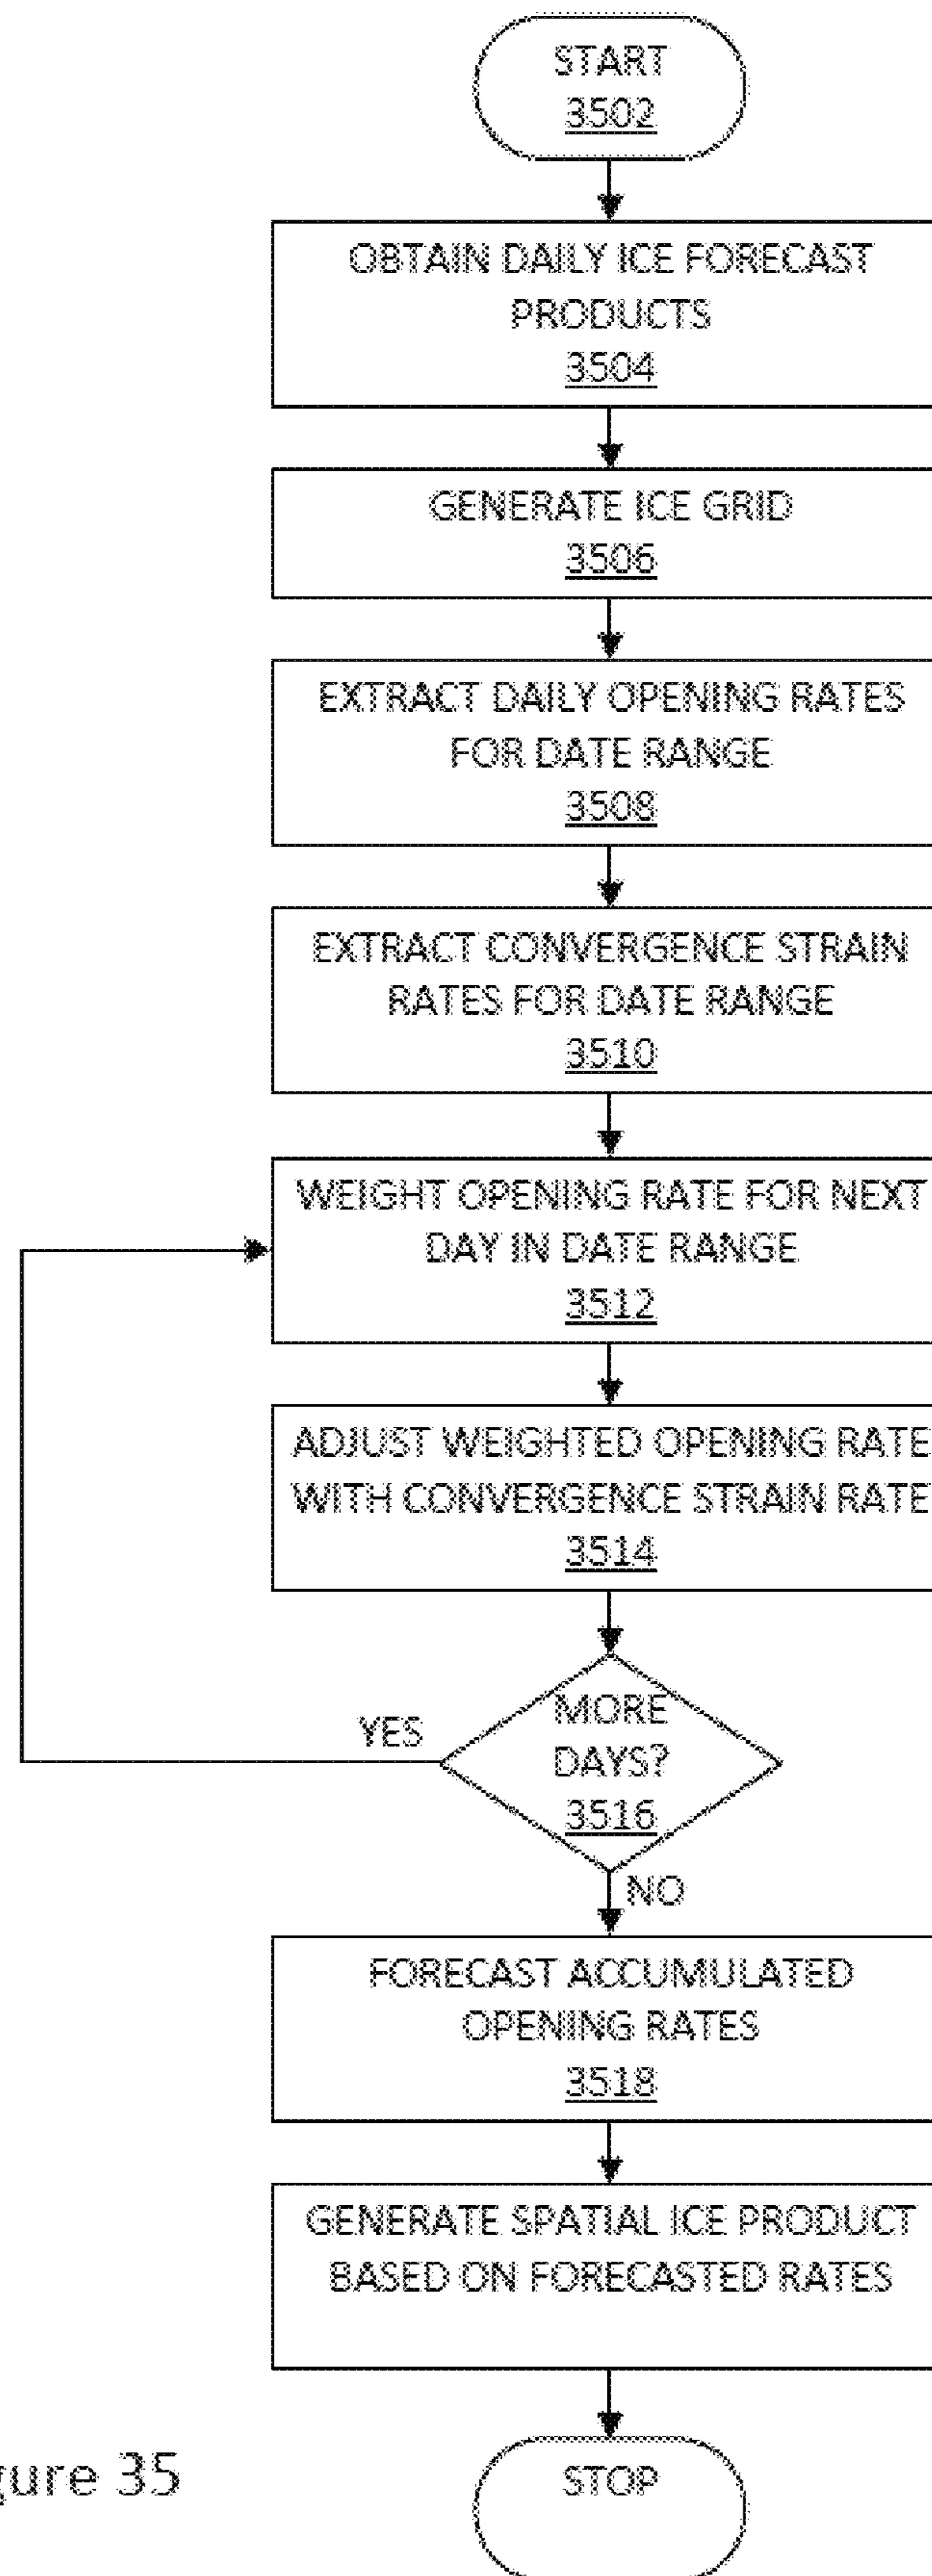 START
3502
OBTAIN DAILY ICE FORECAST
PRODUCTS
3504
GENERATE ICE GRID
3506
EXTRACT DAILY OPENING RATES
FOR DATE RANGE
3508
EXTRACT CONVERGENCE STRAIN
RATES FOR DATE RANGE
3510
WEIGHT OPENING RATE FOR NEXT
DAY IN DATE RANGE
3512
ADJUST WEIGHTED OPENING RATE
WITH CONVERGENCE STRAIN RATE
3514
MORE
DAYS?
3516
YES
NO
FORECAST ACCUMULATED
OPENING RATES
3518
GENERATE SPATIAL ICE PRODUCT
BASED ON FORECASTED RATES
STOP
gure 35